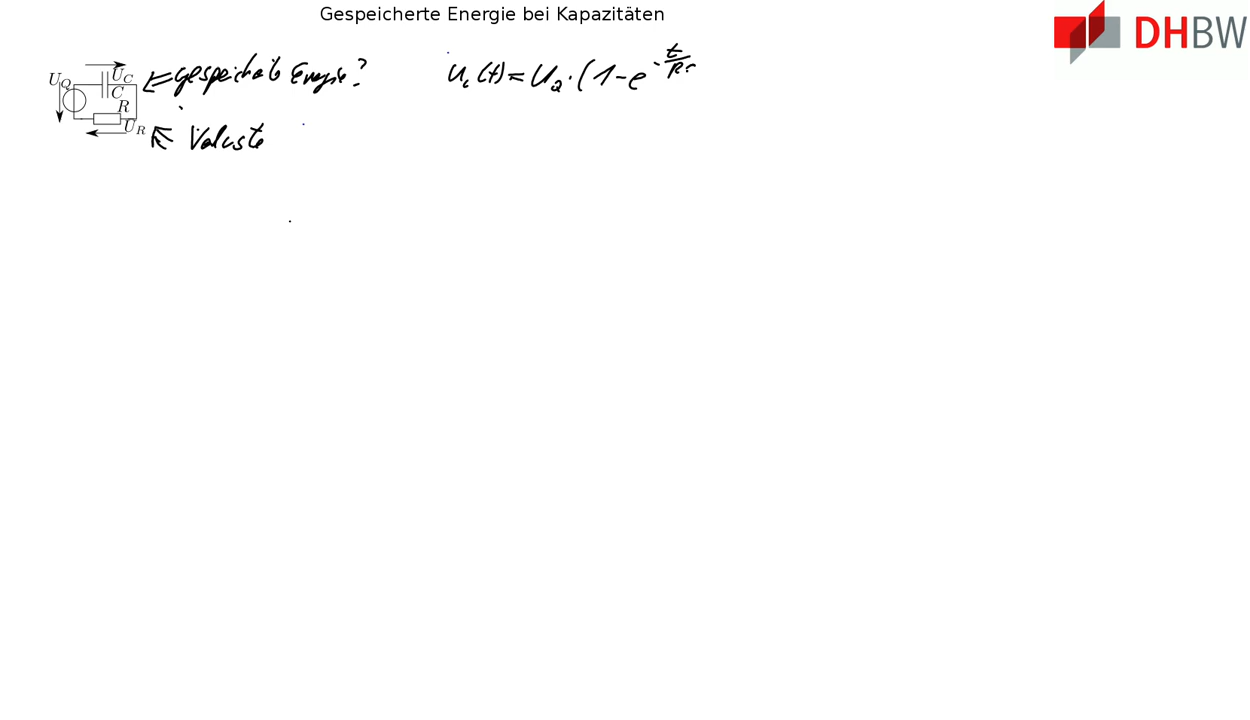 Gespeicherte Energie bei Kapazitäten
DHBW
U_Q
U_C
C
R
U_R
⇐ gespeicherte Energie?
⇐ Verluste
u_c(t) = U_Q · (1 - e^{-t/RC}